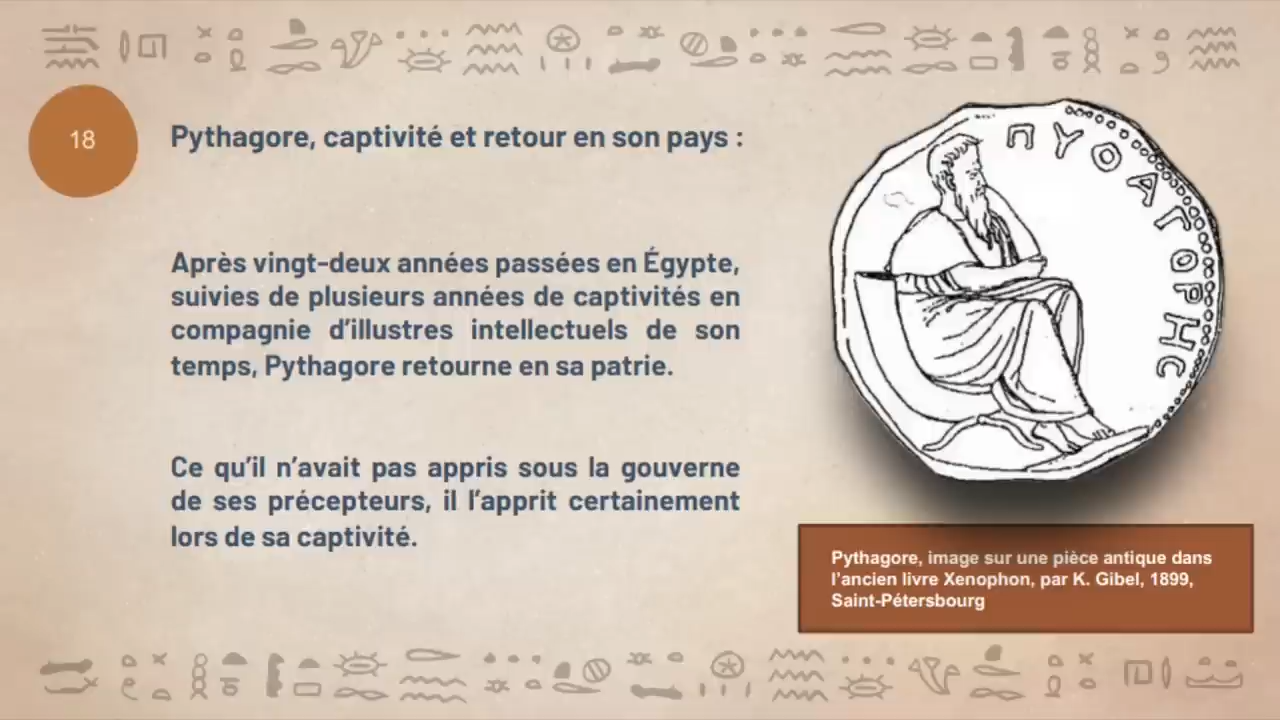 18
Pythagore, captivité et retour en son pays :
Après vingt-deux années passées en Égypte,
suivies de plusieurs années de captivités en
compagnie d'illustres intellectuels de son
temps, Pythagore retourne en sa patrie.
Ce qu'il n'avait pas appris sous la gouverne
de ses précepteurs, il l'apprit certainement
lors de sa captivité.
ΠΥΘΑΓΟΡΗϹ
Pythagore, image sur une pièce antique dans
l'ancien livre Xenophon, par K. Gibel, 1899,
Saint-Pétersbourg